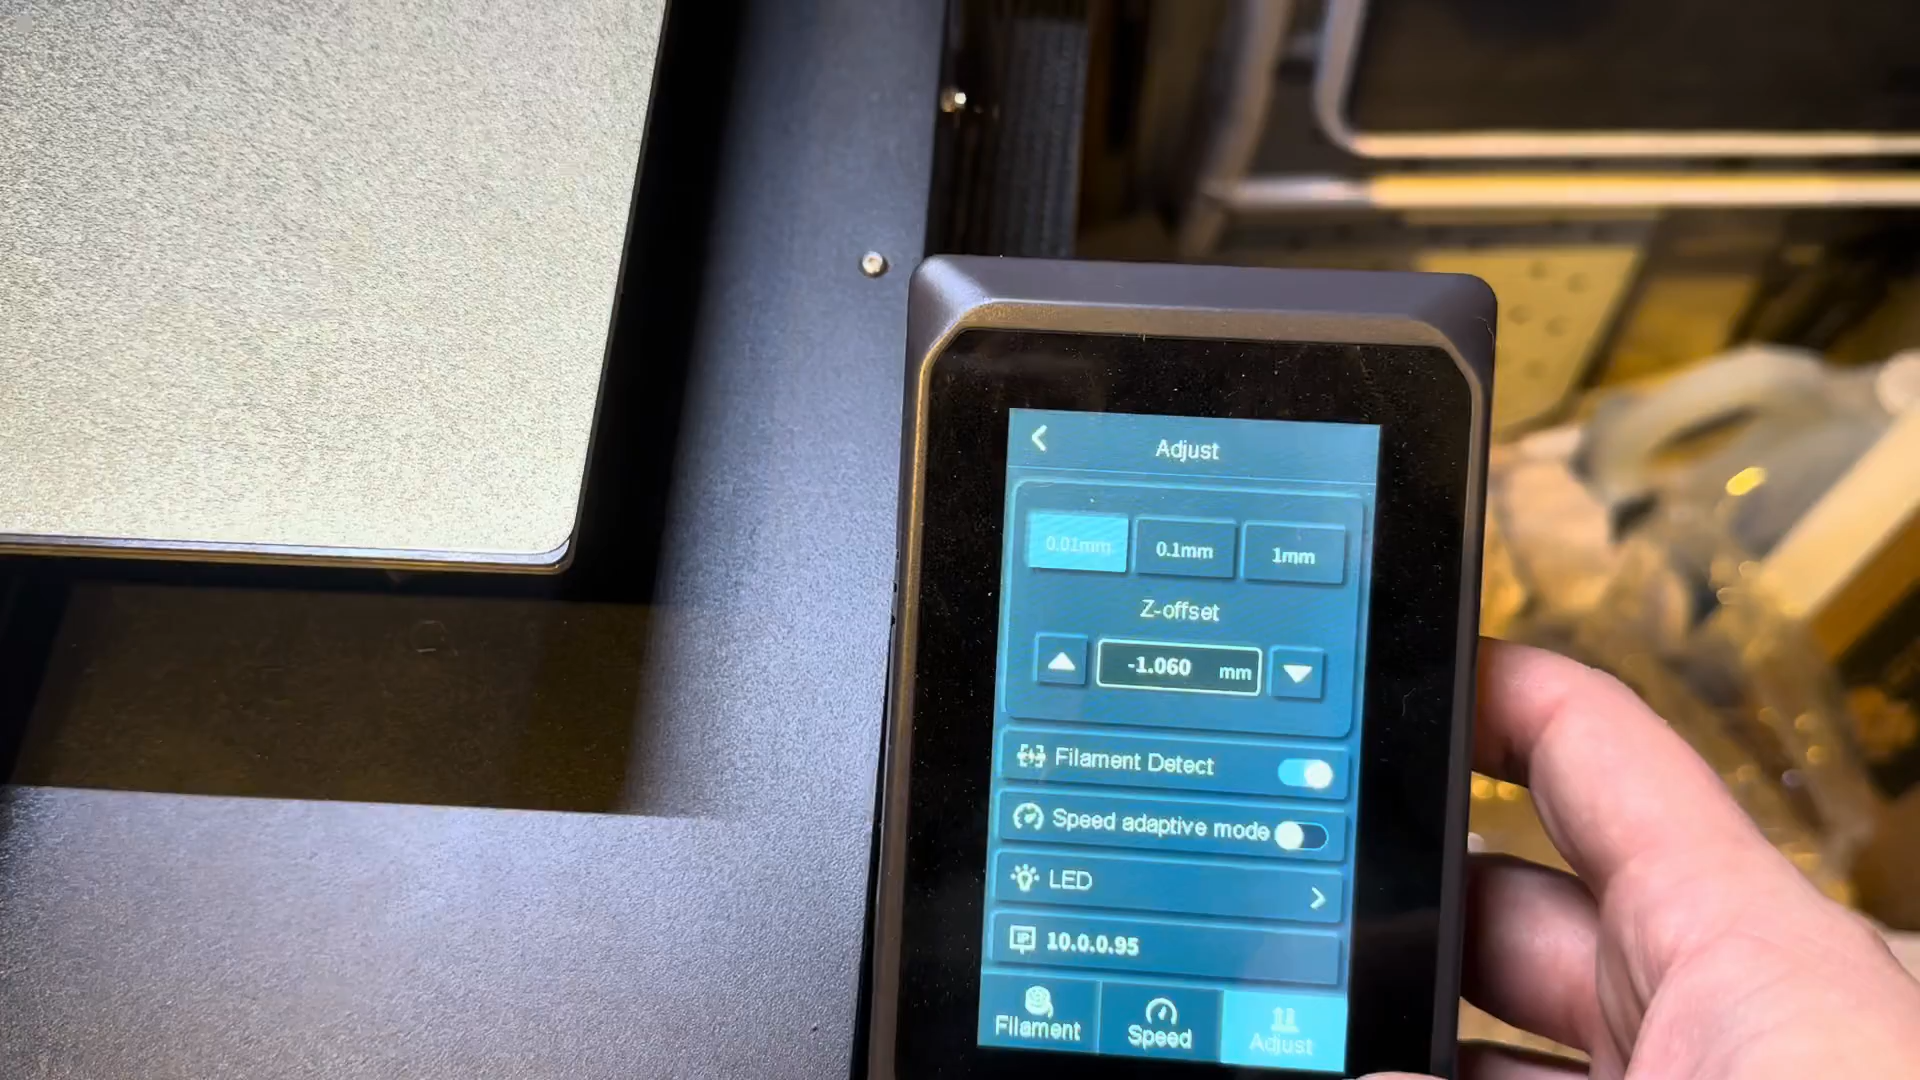 Adjust
0.01mm 0.1mm 1mm
Z-offset
-1.060 mm
Filament Detect
Speed adaptive mode
LED
IP 10.0.0.95
Filament Speed Adjust